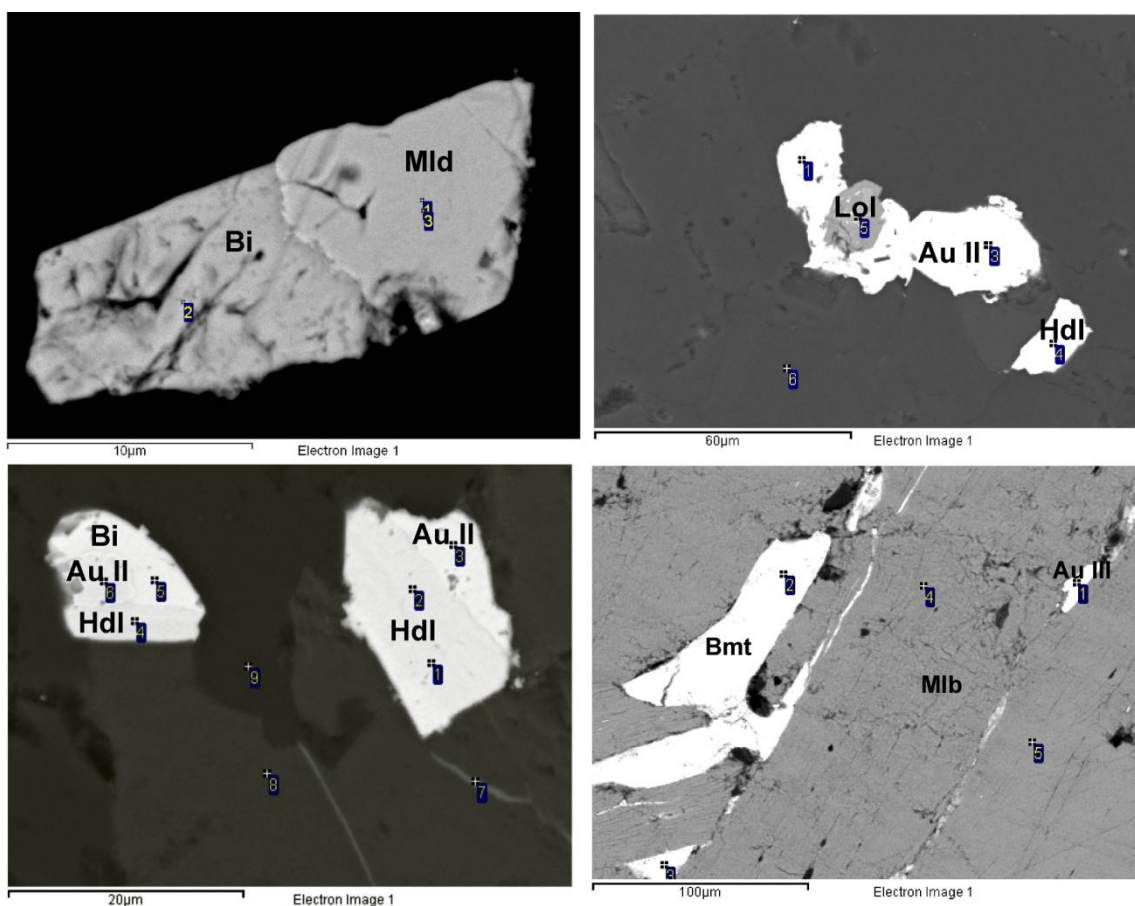 Mld
1
3
Bi
2
10µm Electron Image 1
1
Lol
5
Au II
3
Hdl
4
6
60µm Electron Image 1
Bi
Au II
6
5
Hdl
4
Au II
3
2
Hdl
1
9
8
7
20µm Electron Image 1
2
Bmt
4
Mlb
Au III
1
5
3
100µm Electron Image 1